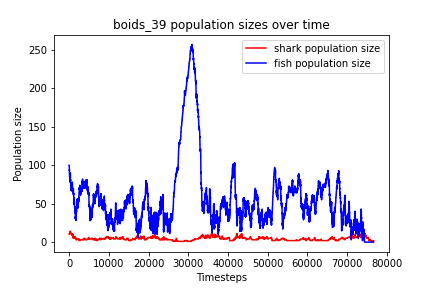 boids_39 population sizes over time
shark population size
fish population size
Population size
250
200
150
100
50
0
0 10000 20000 30000 40000 50000 60000 70000 80000
Timesteps